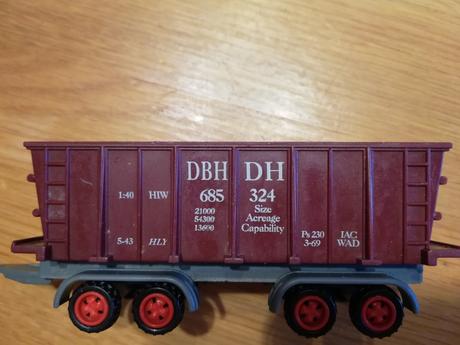 DBH DH
1:40 HIW 685 324
21000 Size
54300 Acreage
13600 Capability
5-43 HLY
Ps 230 IAC
3-69 WAD